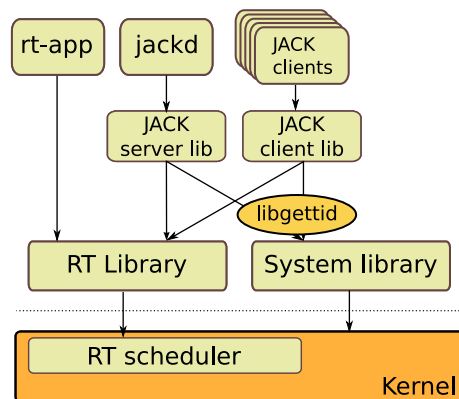 rt-app
jackd
JACK
clients
JACK
server lib
JACK
client lib
libgettid
RT Library
System library
RT scheduler
Kernel